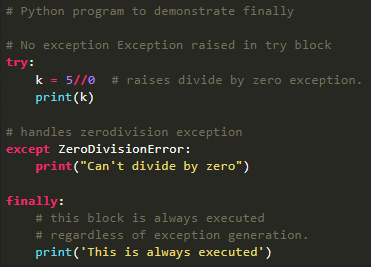 # Python program to demonstrate finally

# No exception Exception raised in try block
try:
    k = 5//0  # raises divide by zero exception.
    print(k)

# handles zerodivision exception
except ZeroDivisionError:
    print("Can't divide by zero")

finally:
    # this block is always executed
    # regardless of exception generation.
    print('This is always executed')